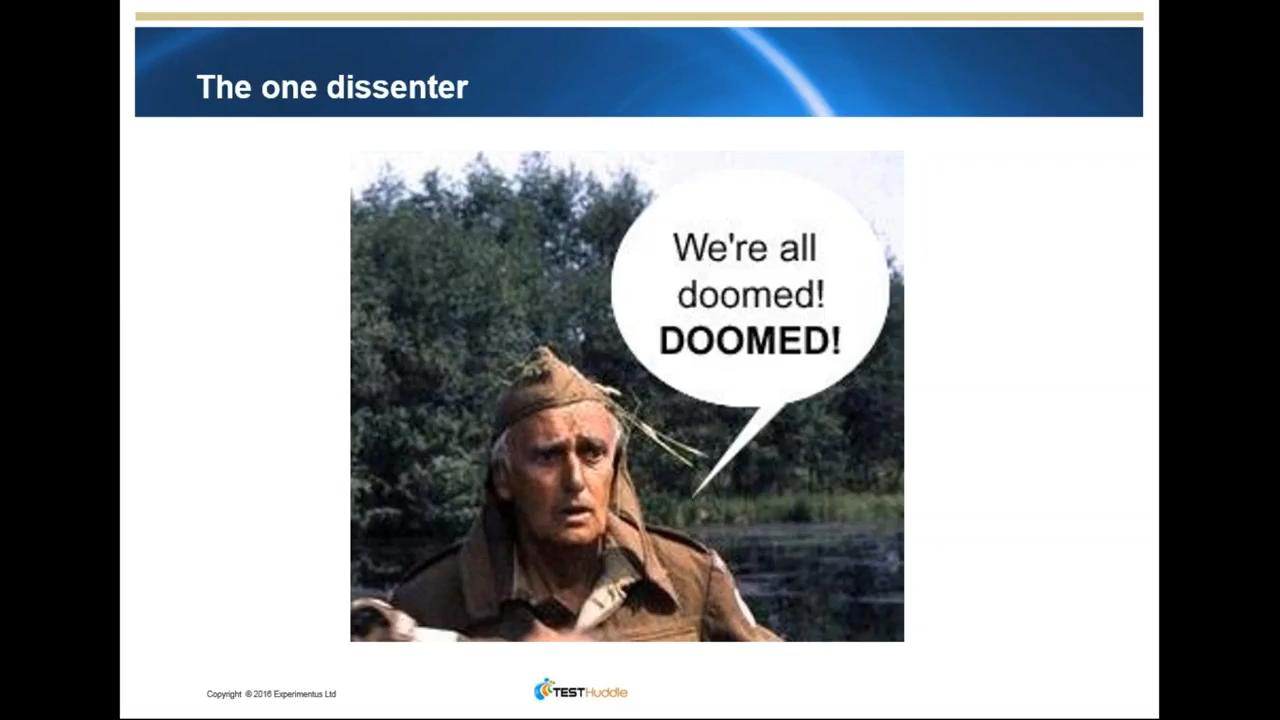 The one dissenter
We're all
doomed!
DOOMED!
Copyright © 2016 Experimentus Ltd
TESTHuddle